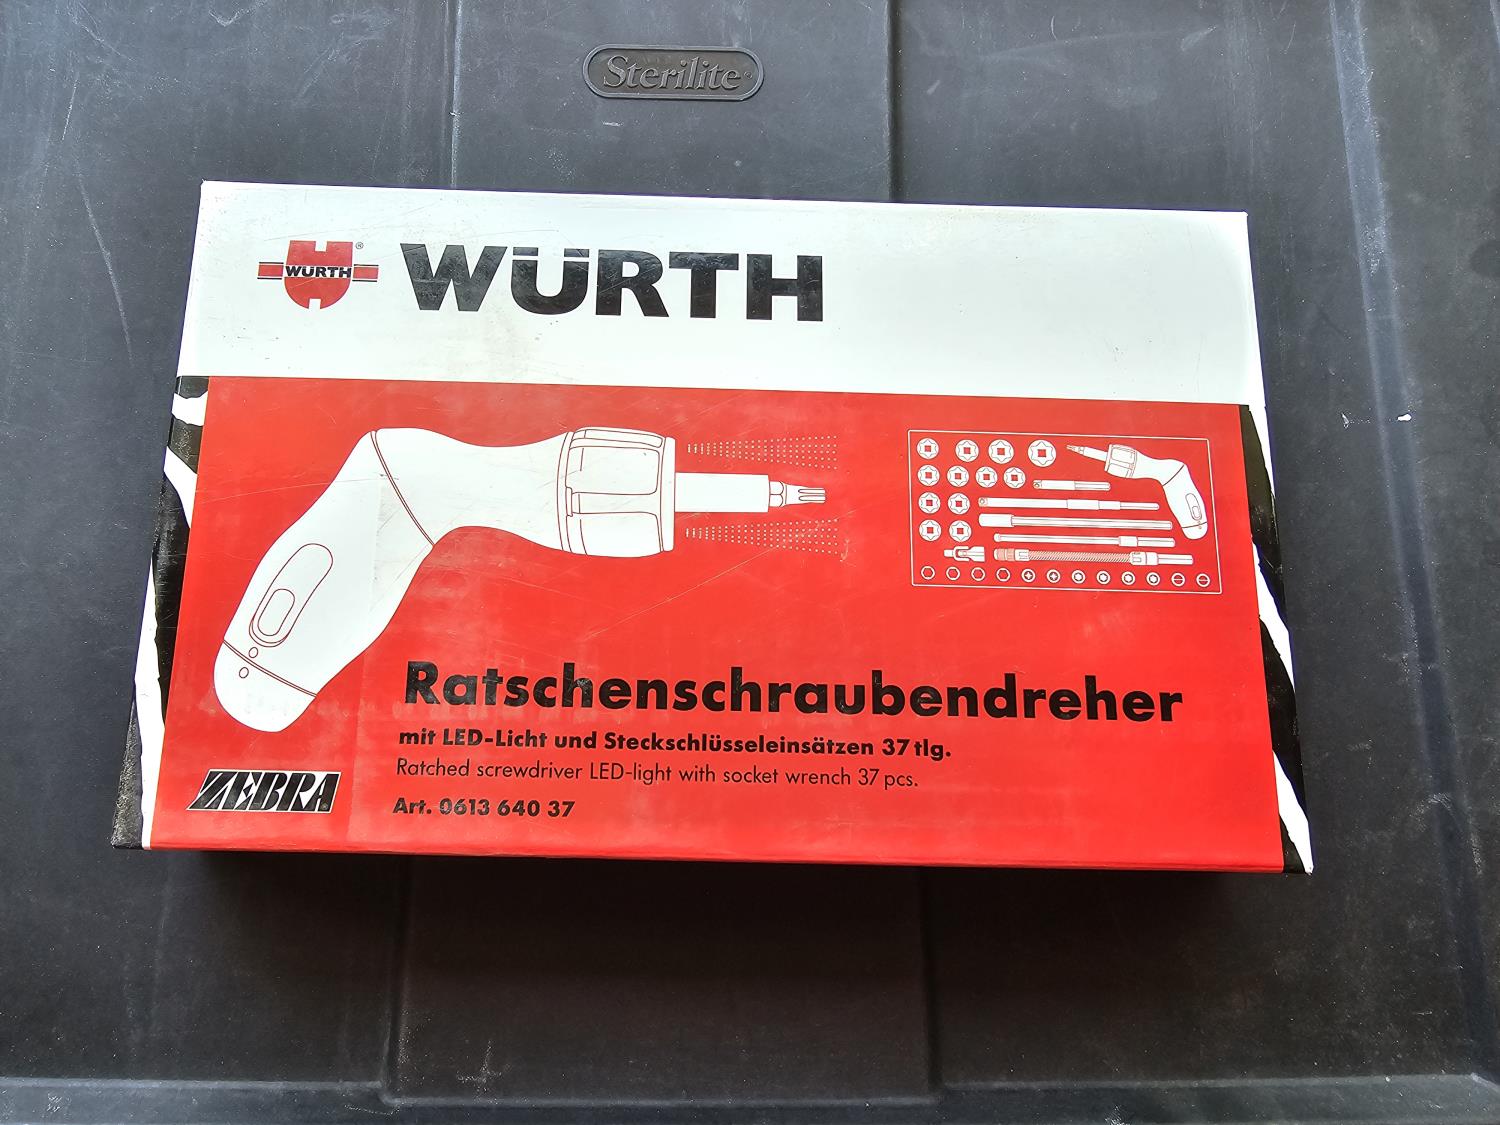 Sterilite
WÜRTH WÜRTH
Ratschenschraubendreher
mit LED-Licht und Steckschlüsseleinsätzen 37 tlg.
Ratched screwdriver LED-light with socket wrench 37 pcs.
ZEBRA
Art. 0613 640 37